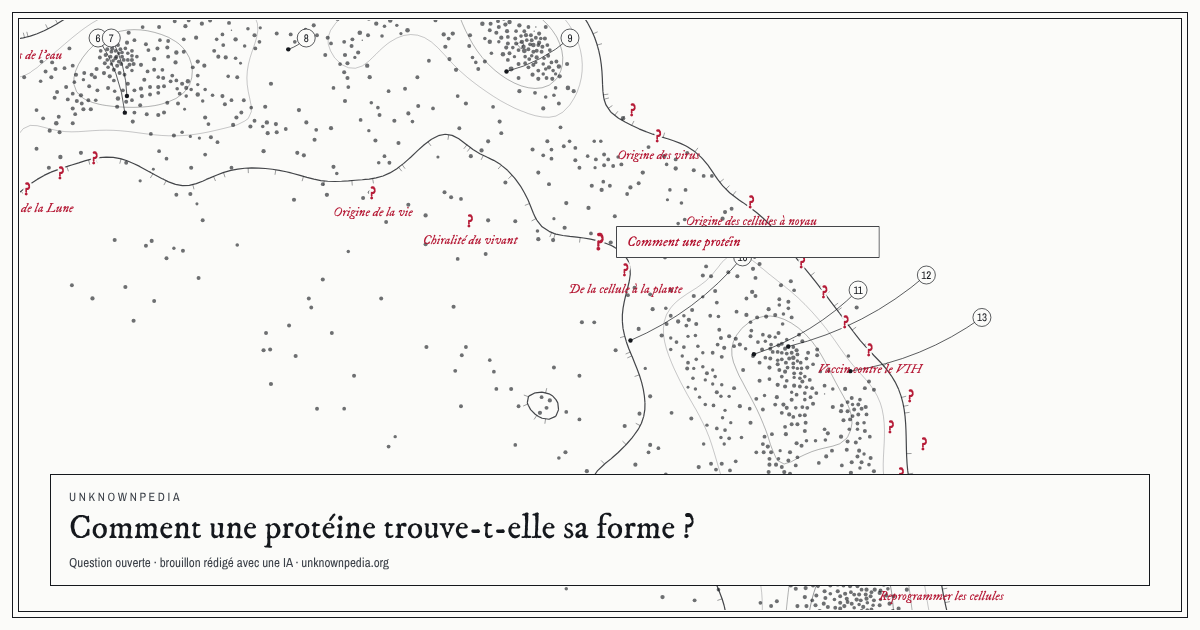 6 7 8 9
de l'eau
?
?
Origine des virus
?
?
?
de la Lune
?
Origine de la vie
?
Chiralité du vivant
?
Origine des cellules à noyau
?
Comment une protéin
?
De la cellule à la plante
?
10
11
12
13
?
?
?
Vaccin contre le VIH
?
?
?
?
UNKNOWNPEDIA
Comment une protéine trouve-t-elle sa forme ?
Question ouverte · brouillon rédigé avec une IA · unknownpedia.org
Reprogrammer les cellules